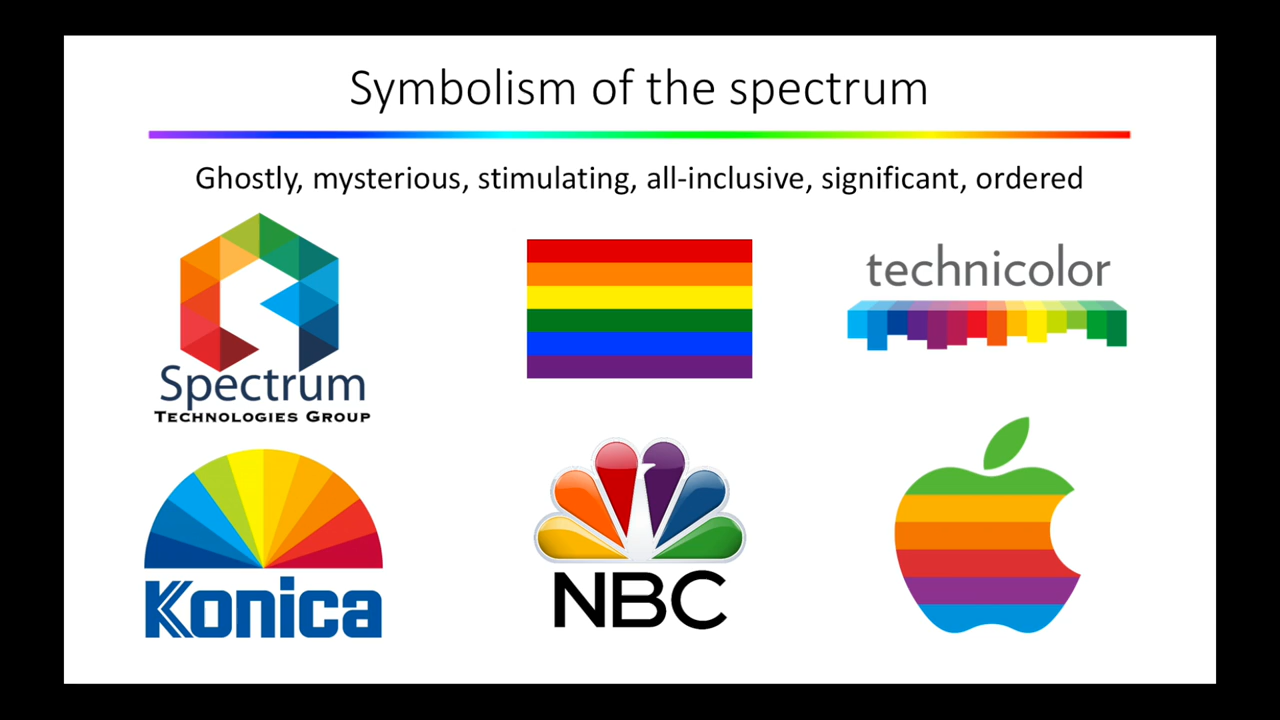 Symbolism of the spectrum
Ghostly, mysterious, stimulating, all-inclusive, significant, ordered
Spectrum
TECHNOLOGIES GROUP
technicolor
Konica
NBC